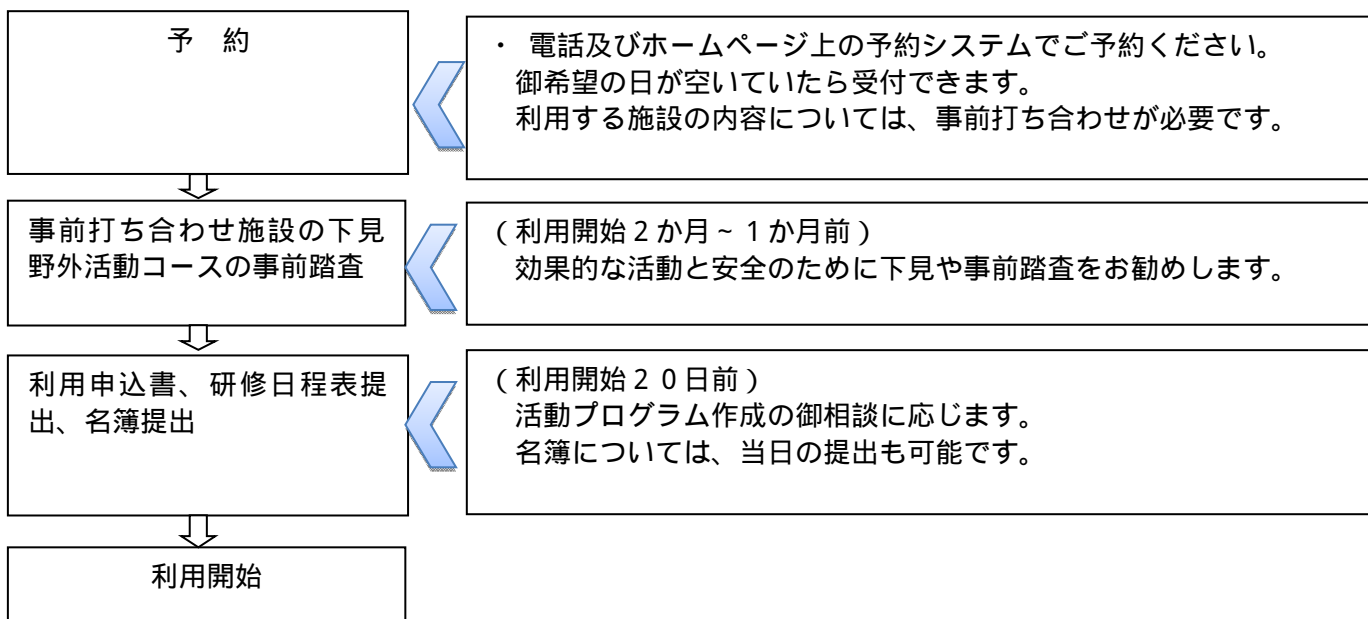 予　約
・ 電話及びホームページ上の予約システムでご予約ください。
御希望の日が空いていたら受付できます。
利用する施設の内容については、事前打ち合わせが必要です。
事前打ち合わせ施設の下見
野外活動コースの事前踏査
（利用開始２か月～１か月前）
効果的な活動と安全のために下見や事前踏査をお勧めします。
利用申込書、研修日程表提
出、名簿提出
（利用開始２０日前）
活動プログラム作成の御相談に応じます。
名簿については、当日の提出も可能です。
利用開始